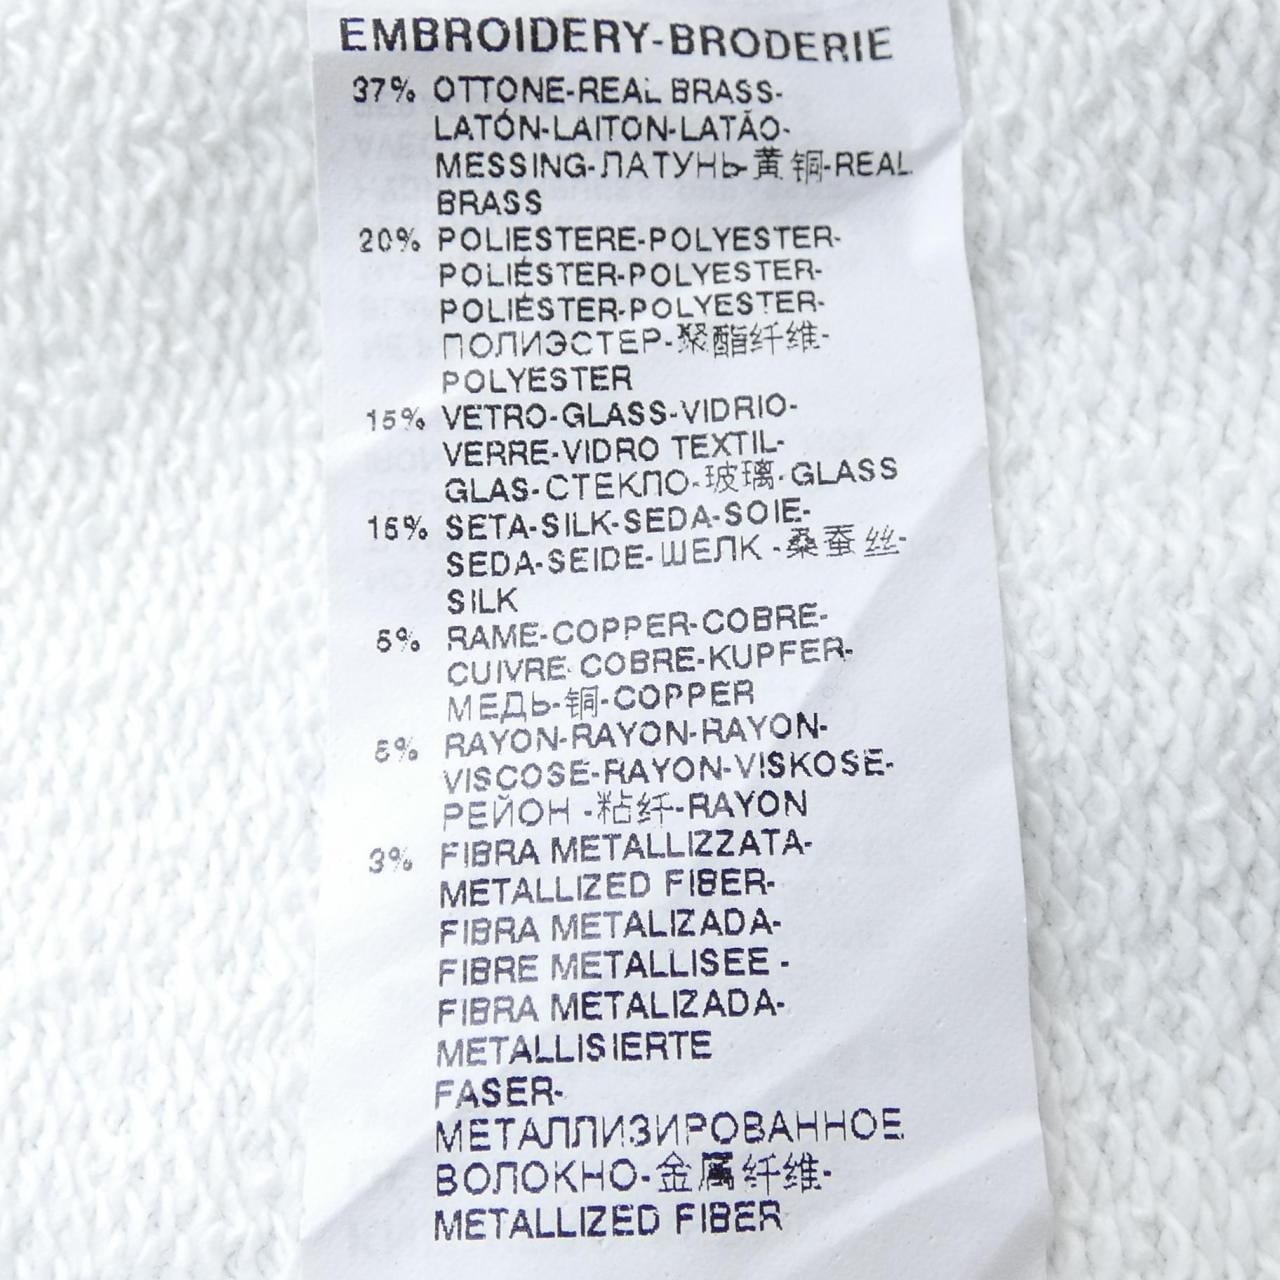 EMBROIDERY-BRODERIE
37% OTTONE-REAL BRASS-
LATÓN-LAITON-LATÃO-
MESSING-ЛАТУНЬ-黄铜-REAL
BRASS
20% POLIESTERE-POLYESTER-
POLIÉSTER-POLYESTER-
POLIÉSTER-POLYESTER-
ПОЛИЭСТЕР-聚酯纤维-
POLYESTER
15% VETRO-GLASS-VIDRIO-
VERRE-VIDRO TEXTIL-
GLAS-СТЕКЛО-玻璃-GLASS
15% SETA-SILK-SEDA-SOIE-
SEDA-SEIDE-ШЕЛК -桑蚕丝-
SILK
5% RAME-COPPER-COBRE-
CUIVRE-COBRE-KUPFER-
МЕДЬ-铜-COPPER
5% RAYON-RAYON-RAYON-
VISCOSE-RAYON-VISKOSE-
РЕЙОН -粘纤-RAYON
3% FIBRA METALLIZZATA-
METALLIZED FIBER-
FIBRA METALIZADA-
FIBRE METALLISEE -
FIBRA METALIZADA-
METALLISIERTE
FASER-
МЕТАЛЛИЗИРОВАННОЕ
ВОЛОКНО-金属纤维-
METALLIZED FIBER